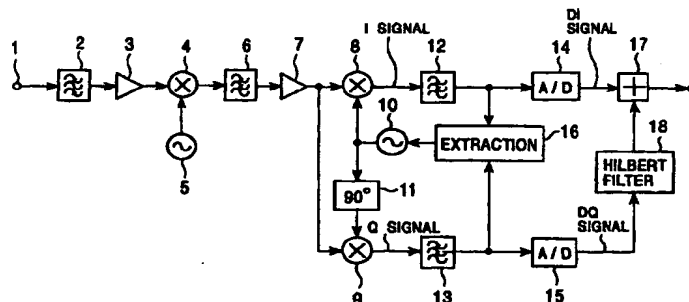 1
2
3
4
6
7
8
I SIGNAL
12
14
DI
SIGNAL
17
A/D
10
5
EXTRACTION
16
18
HILBERT
FILTER
90°
11
Q SIGNAL
DQ
SIGNAL
A/D
9
13
15